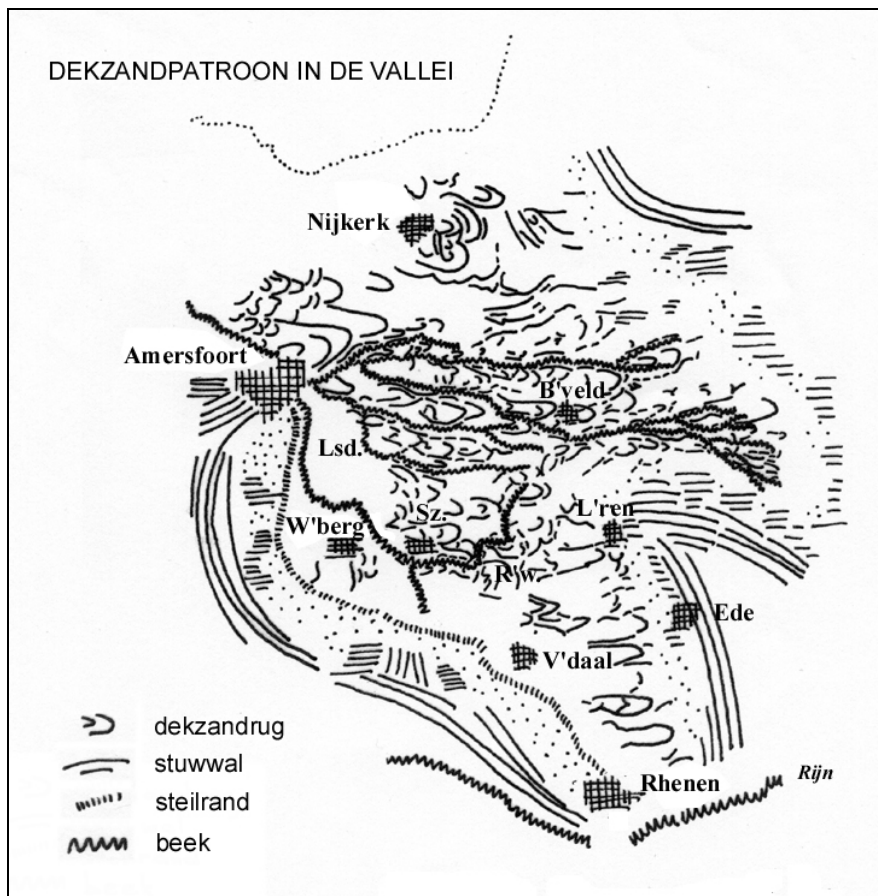 DEKZANDPATROON IN DE VALLEI
Nijkerk
Amersfoort
B'veld
Lsd.
Sz.
L'ren
W'berg
R'w.
Ede
V'daal
Rhenen
Rijn
dekzandrug
stuwwal
steilrand
beek